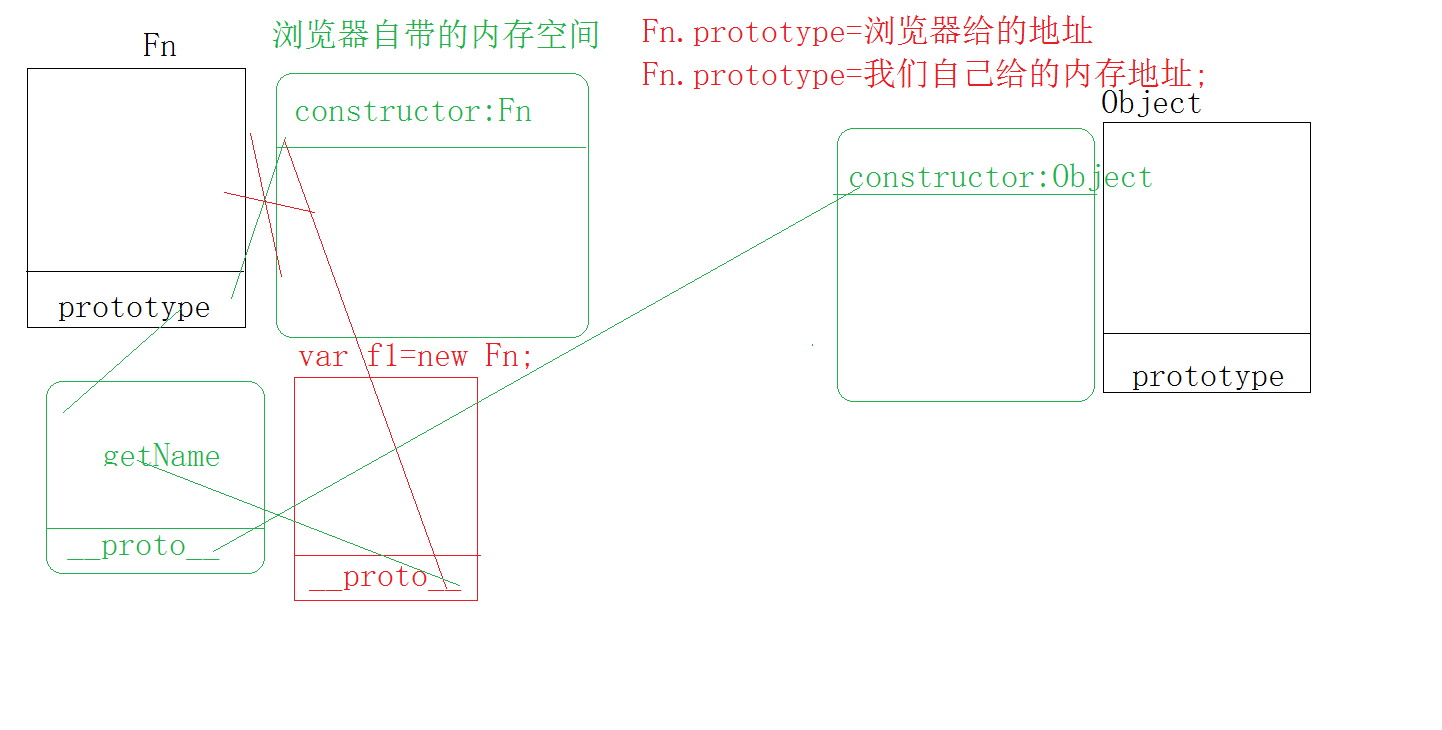 Fn
浏览器自带的内存空间
Fn.prototype=浏览器给的地址
Fn.prototype=我们自己给的内存地址;
Object
constructor:Fn
constructor:Object
prototype
prototype
var f1=new Fn;
getName
__proto__
__proto__